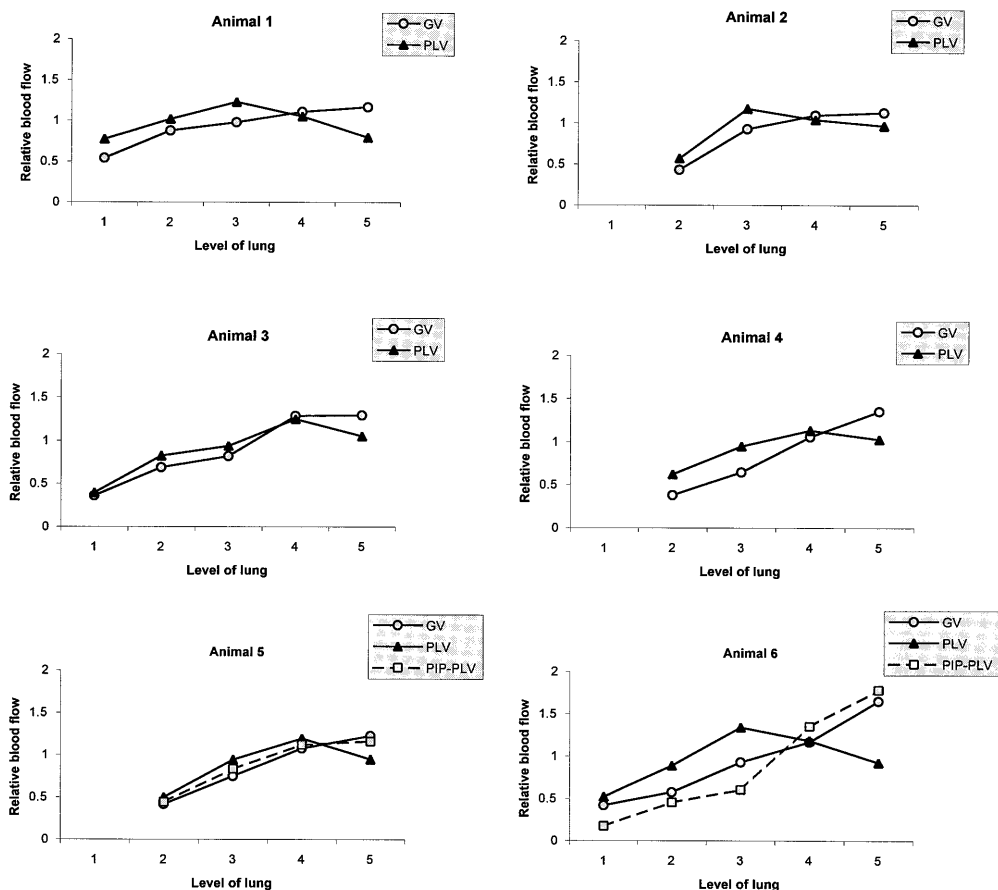 Animal 1
GV
PLV
Relative blood flow
2
1.5
1
0.5
0
1 2 3 4 5
Level of lung
Animal 2
GV
PLV
Relative blood flow
2
1.5
1
0.5
0
1 2 3 4 5
Level of lung
Animal 3
GV
PLV
Relative blood flow
2
1.5
1
0.5
0
1 2 3 4 5
Level of lung
Animal 4
GV
PLV
Relative blood flow
2
1.5
1
0.5
0
1 2 3 4 5
Level of lung
Animal 5
GV
PLV
PIP-PLV
Relative blood flow
2
1.5
1
0.5
0
1 2 3 4 5
Level of lung
Animal 6
GV
PLV
PIP-PLV
Relative blood flow
2
1.5
1
0.5
0
1 2 3 4 5
Level of lung